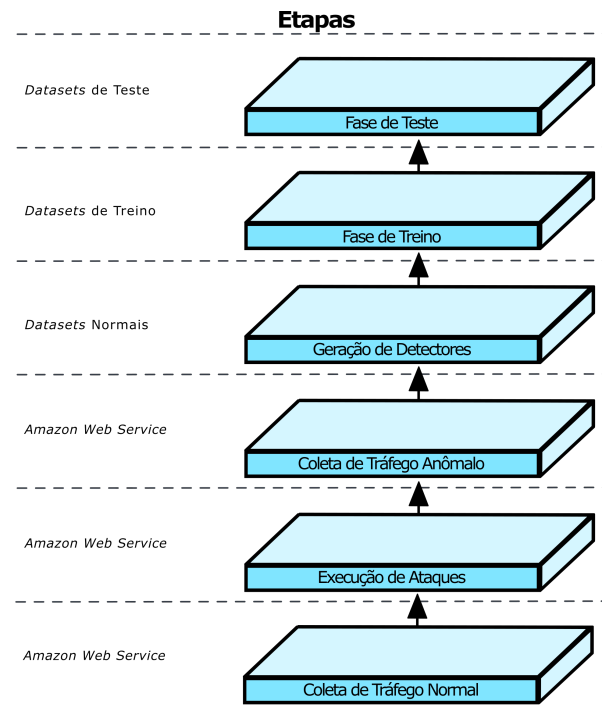 Etapas
Datasets de Teste
Fase de Teste
Datasets de Treino
Fase de Treino
Datasets Normais
Geração de Detectores
Amazon Web Service
Coleta de Tráfego Anômalo
Amazon Web Service
Execução de Ataques
Amazon Web Service
Coleta de Tráfego Normal